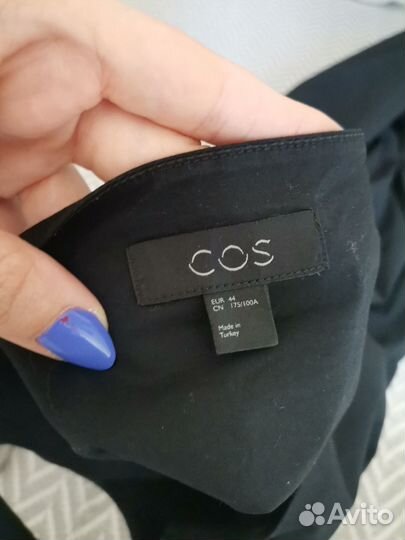 COS
EUR 44
CN 175/100A
Made in
Turkey
Avito